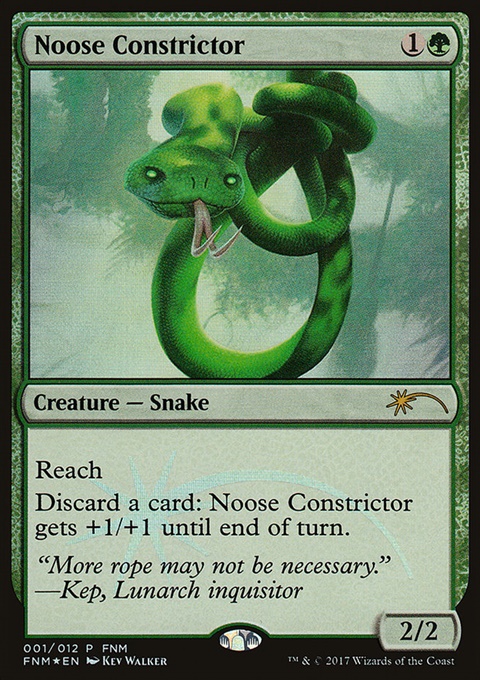 Noose Constrictor 1
Creature — Snake
Reach
Discard a card: Noose Constrictor
gets +1/+1 until end of turn.
“More rope may not be necessary.”
—Kep, Lunarch inquisitor
2/2
001/012 P FNM
FNM★EN Kev Walker
™ & © 2017 Wizards of the Coast